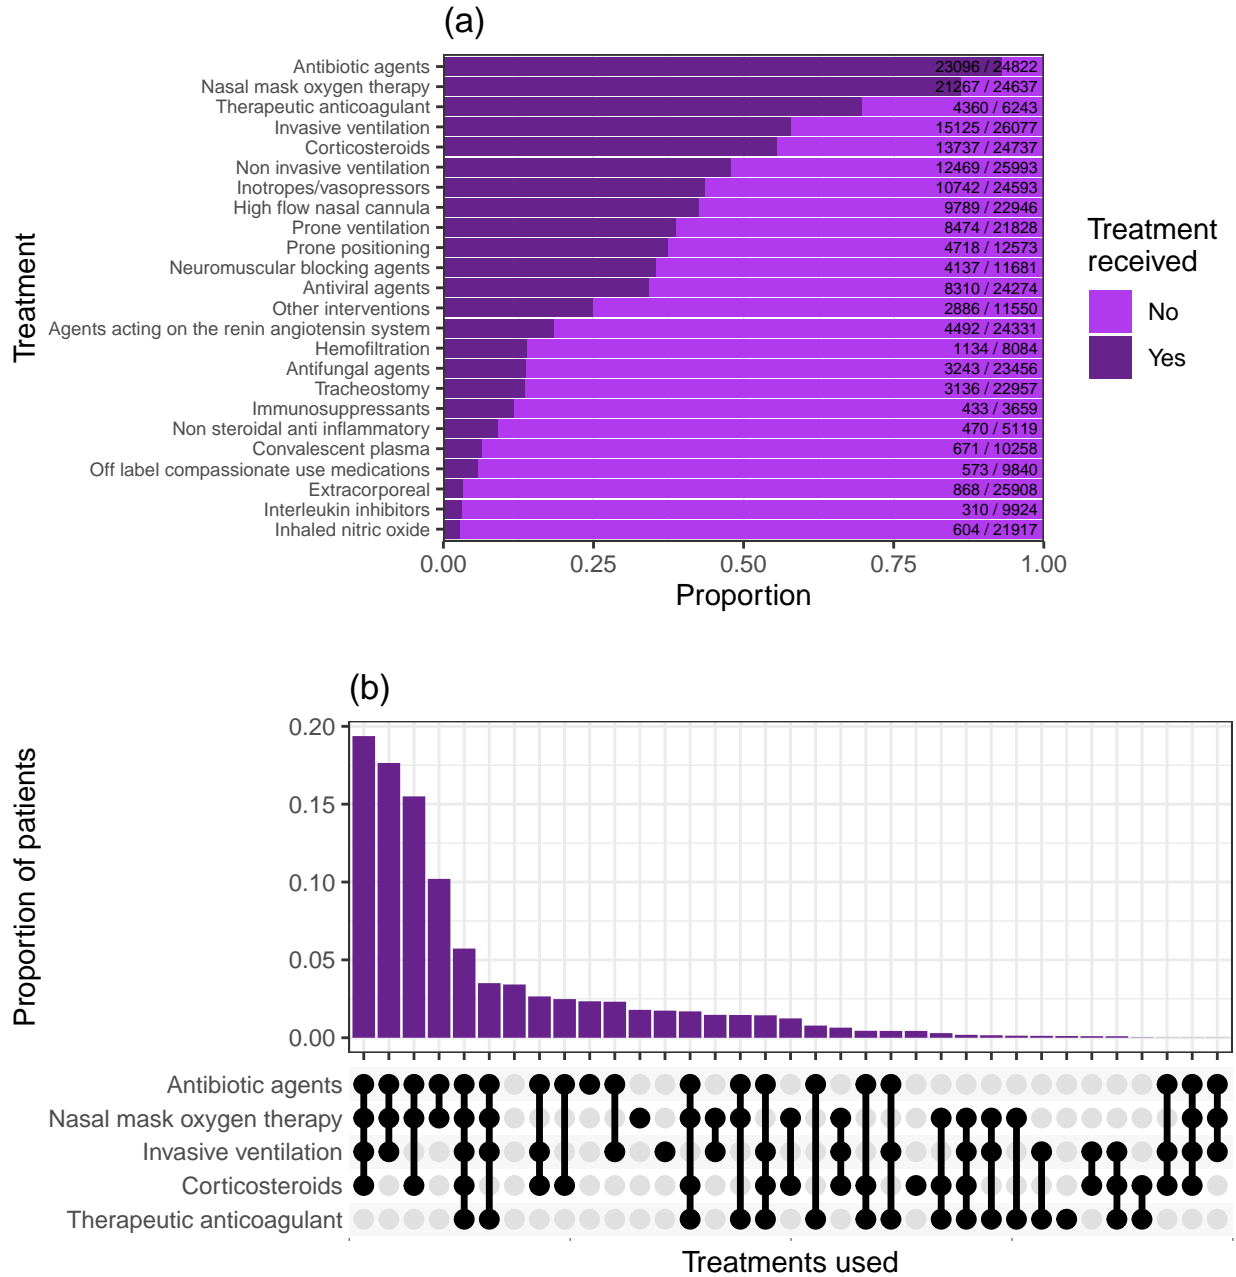 (a)
Treatment
Antibiotic agents 23096 / 24822
Nasal mask oxygen therapy 21267 / 24637
Therapeutic anticoagulant 4360 / 6243
Invasive ventilation 15125 / 26077
Corticosteroids 13737 / 24737
Non invasive ventilation 12469 / 25993
Inotropes/vasopressors 10742 / 24593
High flow nasal cannula 9789 / 22946
Prone ventilation 8474 / 21828
Prone positioning 4718 / 12573
Neuromuscular blocking agents 4137 / 11681
Antiviral agents 8310 / 24274
Other interventions 2886 / 11550
Agents acting on the renin angiotensin system 4492 / 24331
Hemofiltration 1134 / 8084
Antifungal agents 3243 / 23456
Tracheostomy 3136 / 22957
Immunosuppressants 433 / 3659
Non steroidal anti inflammatory 470 / 5119
Convalescent plasma 671 / 10258
Off label compassionate use medications 573 / 9840
Extracorporeal 868 / 25908
Interleukin inhibitors 310 / 9924
Inhaled nitric oxide 604 / 21917
0.00 0.25 0.50 0.75 1.00
Proportion
Treatment
received
No
Yes
(b)
Proportion of patients
0.20
0.15
0.10
0.05
0.00
Antibiotic agents
Nasal mask oxygen therapy
Invasive ventilation
Corticosteroids
Therapeutic anticoagulant
Treatments used